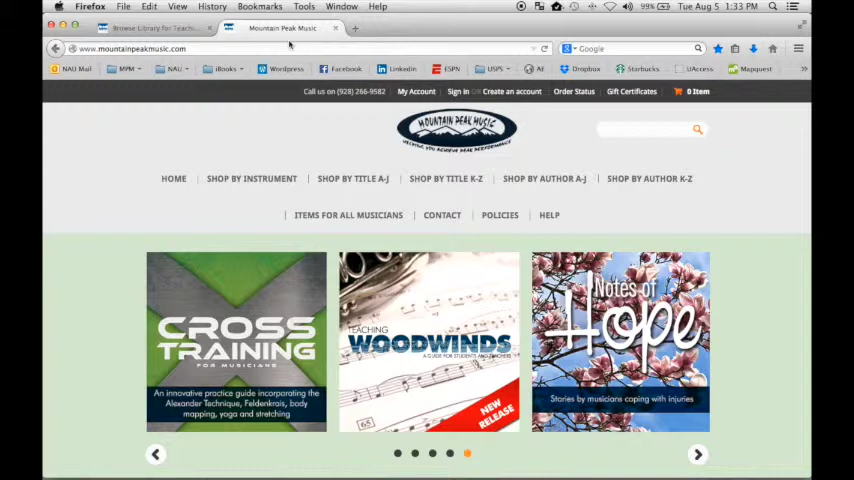 Firefox File Edit View History Bookmarks Tools Window Help 99% Tue Aug 5 1:33 PM
Browse Library for Teachi... × Mountain Peak Music × +
www.mountainpeakmusic.com Google
NAU Mail MPM NAU iBooks Wordpress Facebook LinkedIn ESPN USPS AE Dropbox Starbucks UAccess Mapquest
Call us on (928) 266-9582 My Account Sign in OR Create an account Order Status Gift Certificates 0 Item
MOUNTAIN PEAK MUSIC
HELPING YOU ACHIEVE PEAK PERFORMANCE
HOME SHOP BY INSTRUMENT SHOP BY TITLE A-J SHOP BY TITLE K-Z SHOP BY AUTHOR A-J SHOP BY AUTHOR K-Z
ITEMS FOR ALL MUSICIANS CONTACT POLICIES HELP
CROSS
TRAINING
FOR MUSICIANS
An innovative practice guide incorporating the
Alexander Technique, Feldenkrais, body
mapping, yoga and stretching
TEACHING
WOODWINDS
A GUIDE FOR STUDENTS AND TEACHERS
65
NEW
RELEASE
Notes of
Hope
Stories by musicians coping with injuries